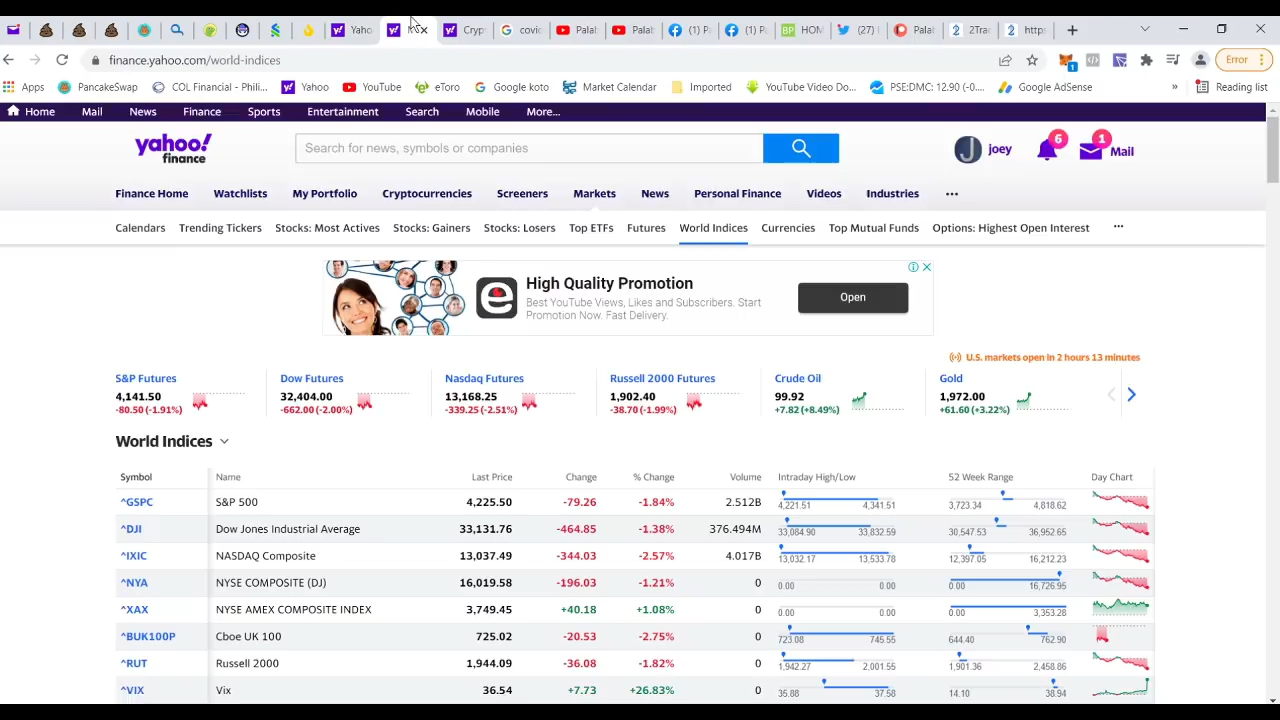 Yaho
Cryp
covic
Palal
Palal
(1) P
(1) P
HOM
(27)
Palal
2Trac
https
finance.yahoo.com/world-indices
1
Error
Apps PancakeSwap COL Financial - Phili... Yahoo YouTube eToro Google koto Market Calendar Imported YouTube Video Do... PSE:DMC: 12.90 (-0.... Google AdSense » Reading list
Home Mail News Finance Sports Entertainment Search Mobile More...
yahoo!
finance
Search for news, symbols or companies
J joey 6 1 Mail
Finance Home Watchlists My Portfolio Cryptocurrencies Screeners Markets News Personal Finance Videos Industries ...
Calendars Trending Tickers Stocks: Most Actives Stocks: Gainers Stocks: Losers Top ETFs Futures World Indices Currencies Top Mutual Funds Options: Highest Open Interest ...
High Quality Promotion
Best YouTube Views, Likes and Subscribers. Start
Promotion Now. Fast Delivery.
Open
U.S. markets open in 2 hours 13 minutes
S&P Futures Dow Futures Nasdaq Futures Russell 2000 Futures Crude Oil Gold
4,141.50 32,404.00 13,168.25 1,902.40 99.92 1,972.00
-80.50 (-1.91%) -662.00 (-2.00%) -339.25 (-2.51%) -38.70 (-1.99%) +7.82 (+8.49%) +61.60 (+3.22%)
World Indices
Symbol Name Last Price Change % Change Volume Intraday High/Low 52 Week Range Day Chart
^GSPC S&P 500 4,225.50 -79.26 -1.84% 2.512B 4,221.51 4,341.51 3,723.34 4,818.62
^DJI Dow Jones Industrial Average 33,131.76 -464.85 -1.38% 376.494M 33,084.90 33,832.59 30,547.53 36,952.65
^IXIC NASDAQ Composite 13,037.49 -344.03 -2.57% 4.017B 13,032.17 13,533.78 12,397.05 16,212.23
^NYA NYSE COMPOSITE (DJ) 16,019.58 -196.03 -1.21% 0 0.00 0.00 0.00 16,726.95
^XAX NYSE AMEX COMPOSITE INDEX 3,749.45 +40.18 +1.08% 0 0.00 0.00 0.00 3,353.28
^BUK100P Cboe UK 100 725.02 -20.53 -2.75% 0 723.08 745.55 644.40 762.90
^RUT Russell 2000 1,944.09 -36.08 -1.82% 0 1,942.27 2,001.55 1,901.36 2,458.86
^VIX Vix 36.54 +7.73 +26.83% 0 35.88 37.58 14.10 38.94